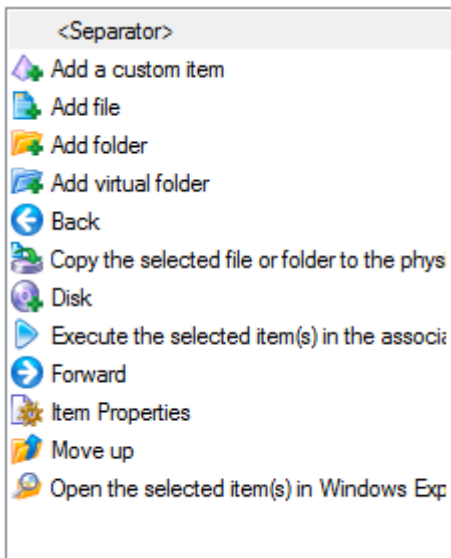 <Separator>
Add a custom item
Add file
Add folder
Add virtual folder
Back
Copy the selected file or folder to the phys
Disk
Execute the selected item(s) in the associa
Forward
Item Properties
Move up
Open the selected item(s) in Windows Exp